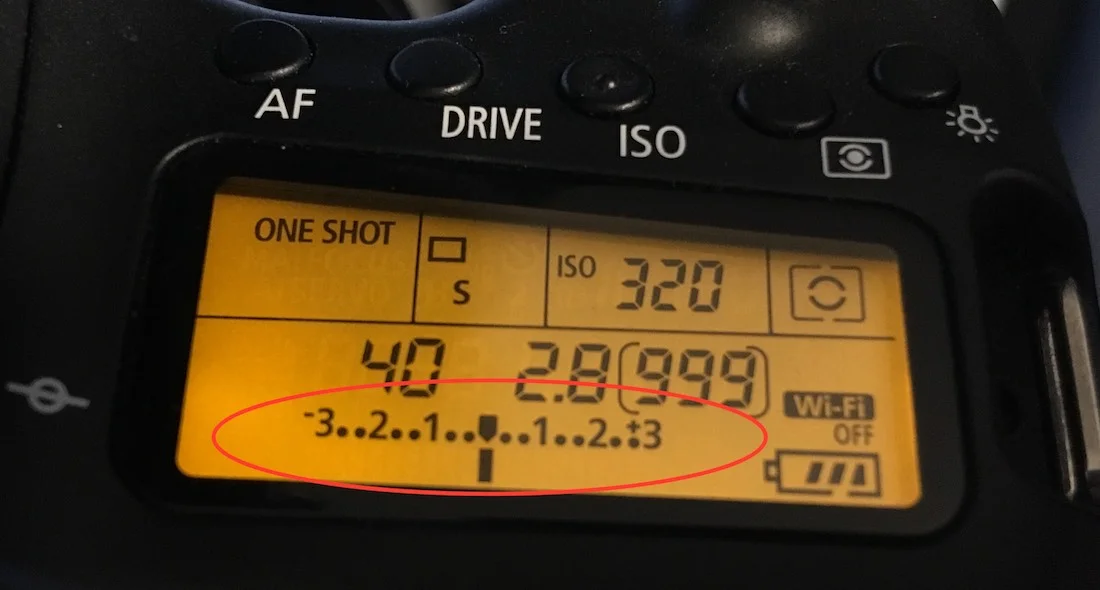 AF
DRIVE
ISO
ONE SHOT
S
ISO 320
40 2.8 (999)
-3..2..1..▼..1..2..+3
Wi-Fi
OFF